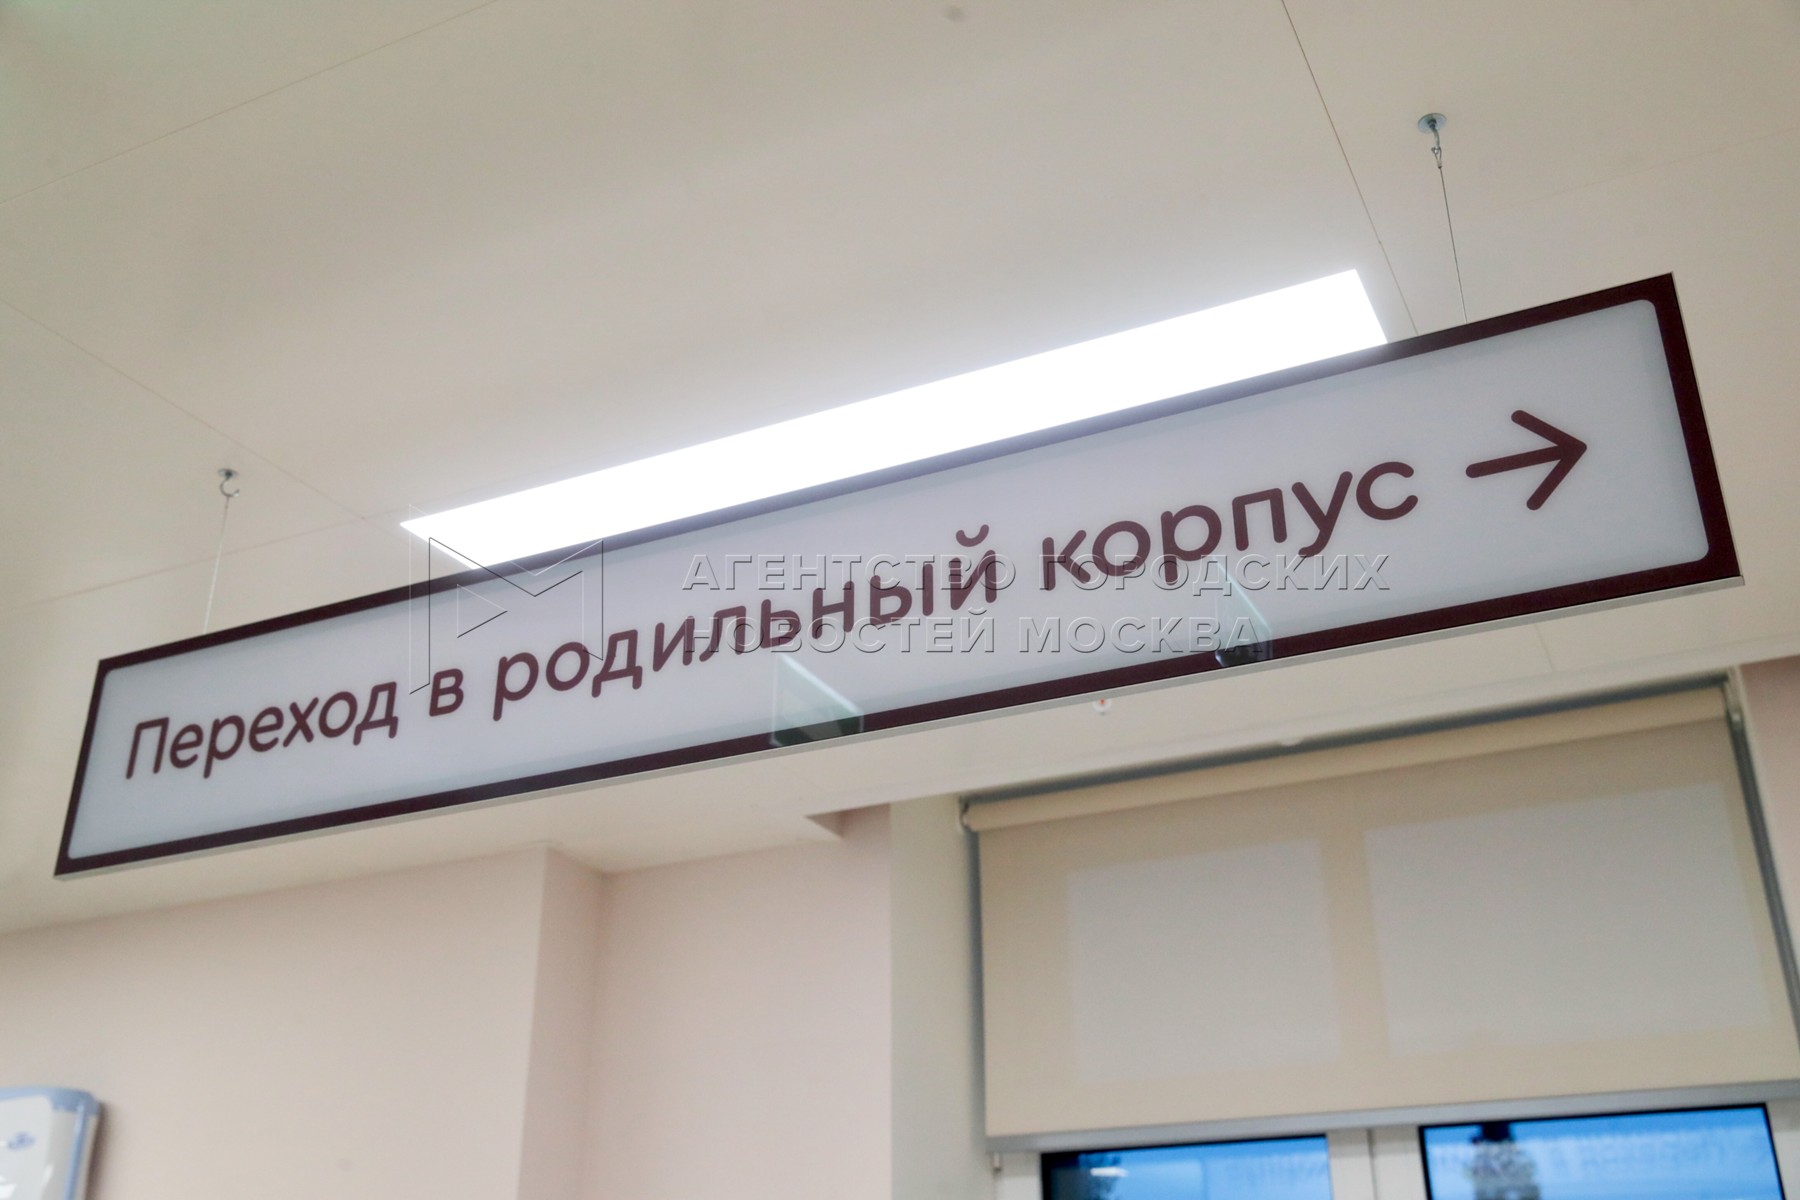 Переход в родильный корпус →
АГЕНТСТВО ГОРОДСКИХ
НОВОСТЕЙ МОСКВА